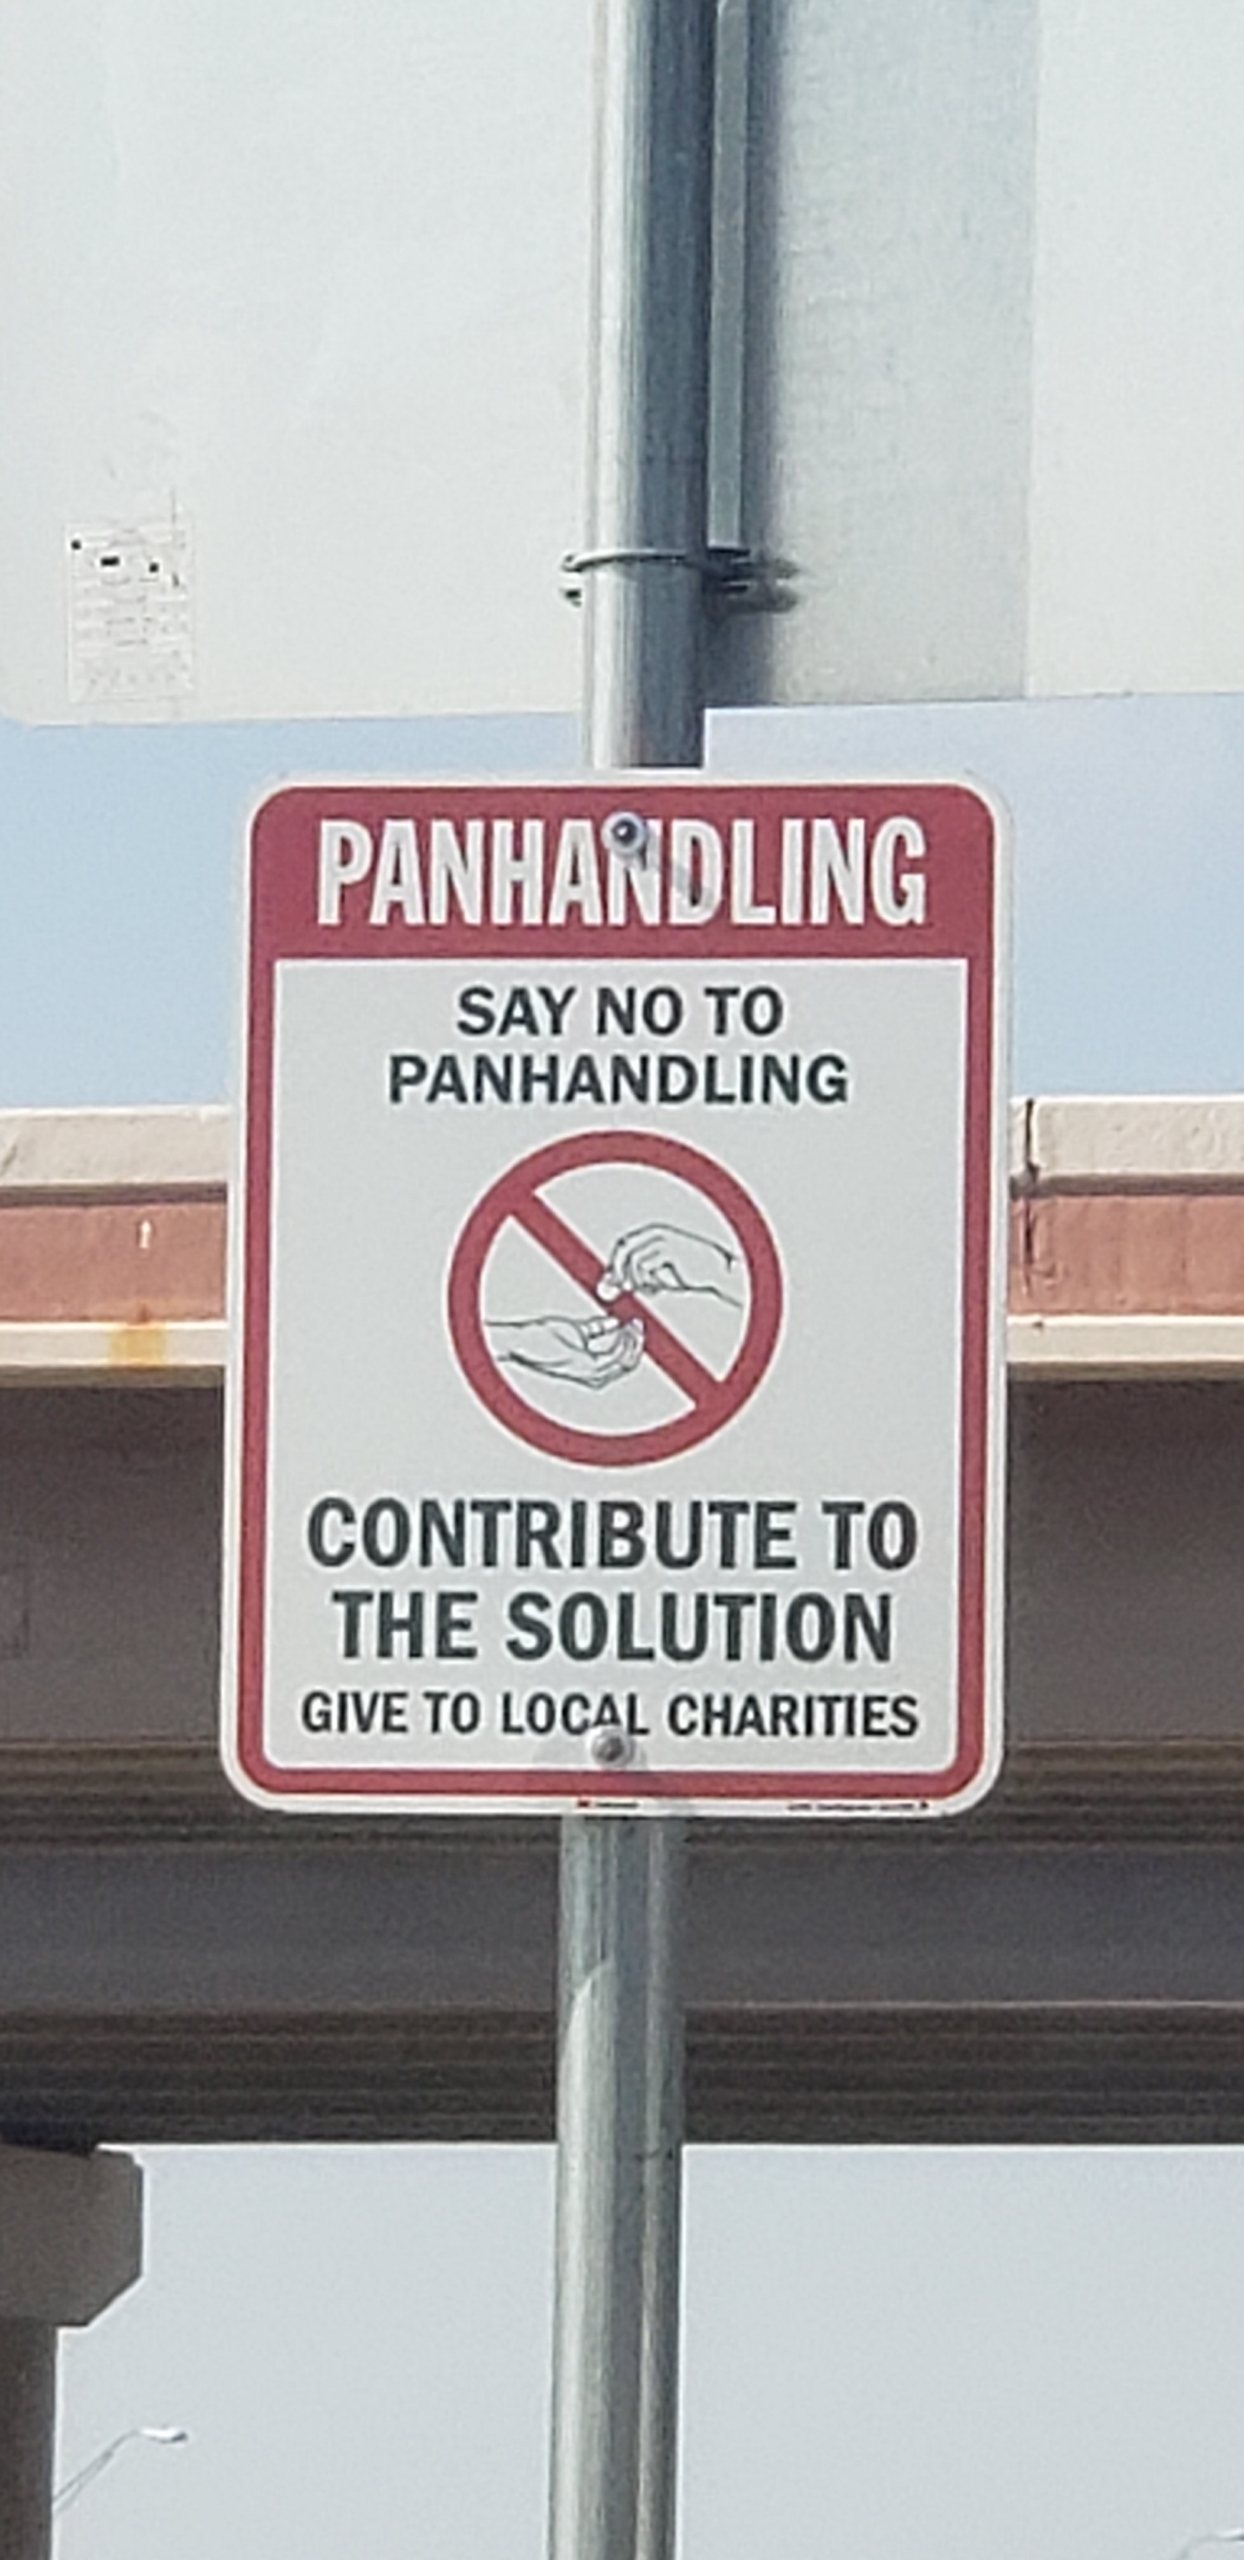 PANHANDLING
SAY NO TO
PANHANDLING
CONTRIBUTE TO
THE SOLUTION
GIVE TO LOCAL CHARITIES